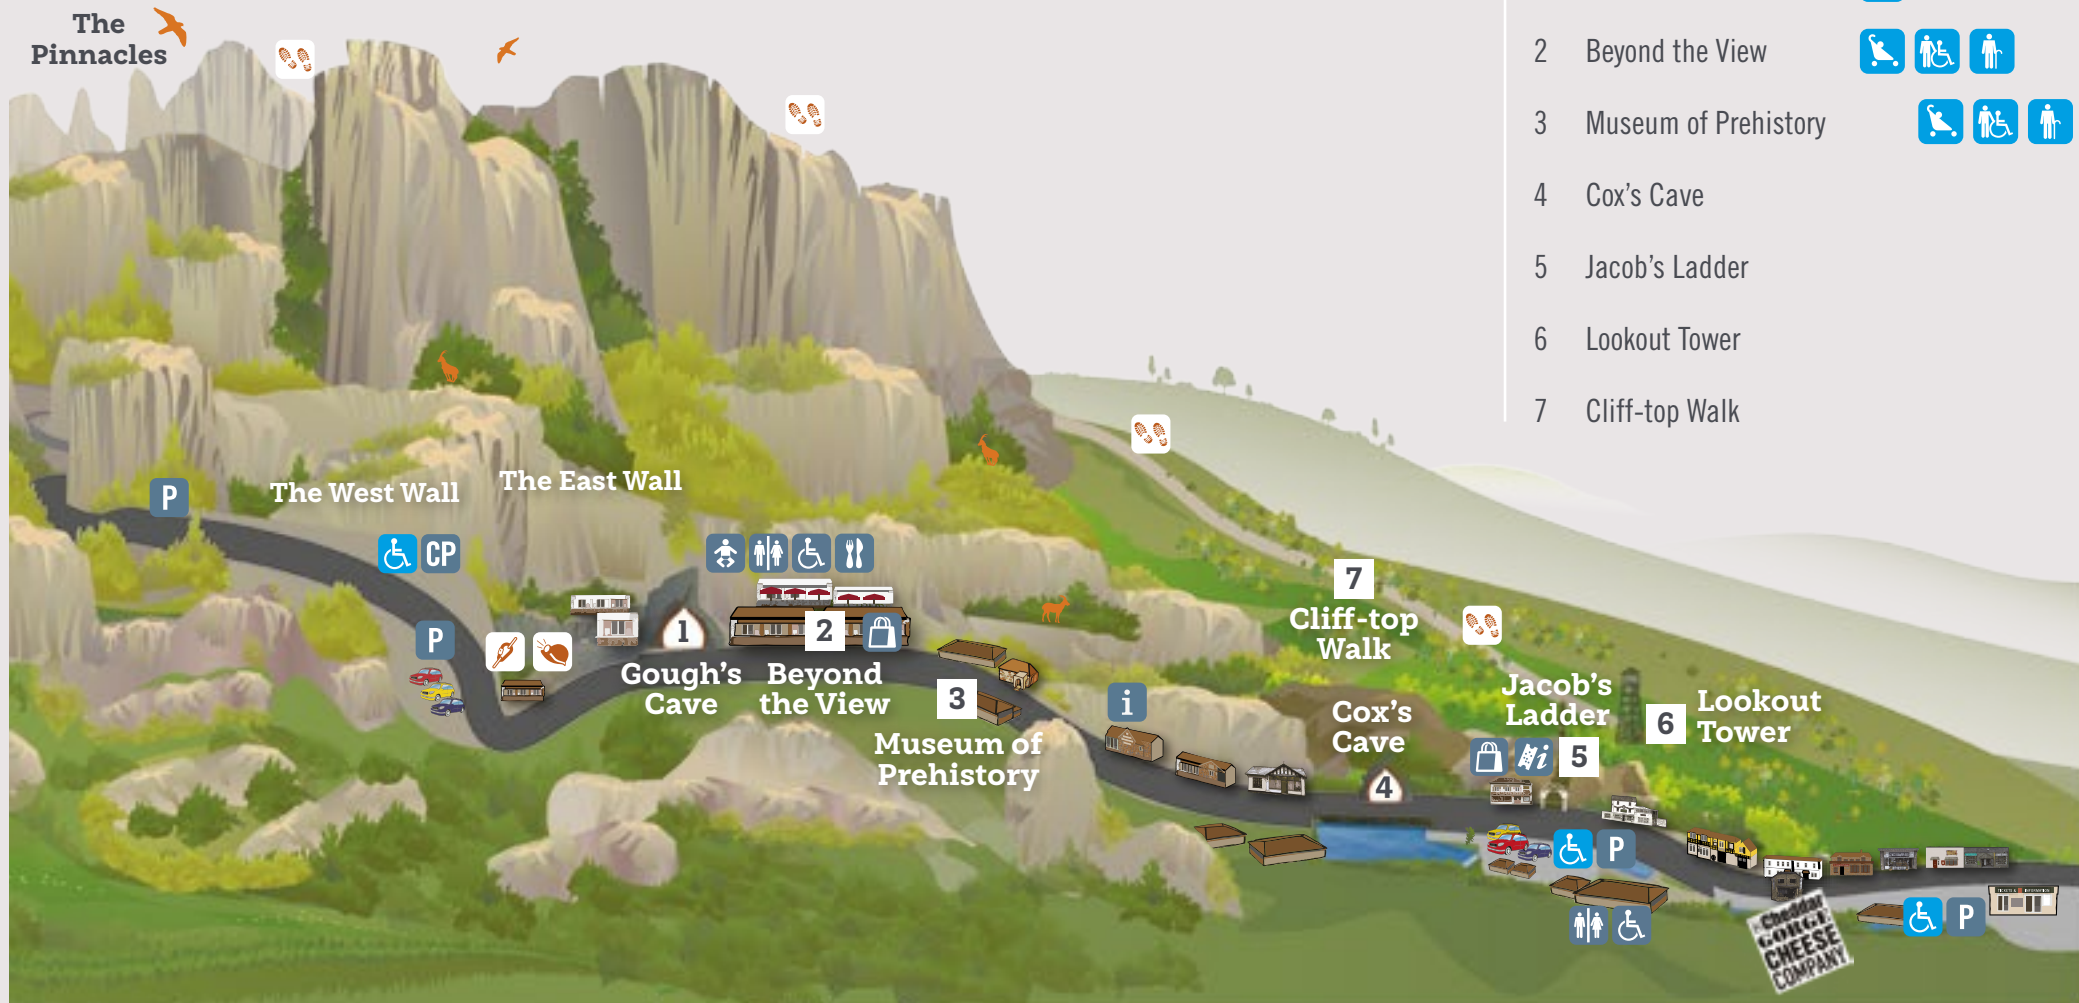 The
Pinnacles
2 Beyond the View
3 Museum of Prehistory
4 Cox's Cave
5 Jacob's Ladder
6 Lookout Tower
7 Cliff-top Walk
P
The West Wall
The East Wall
CP
P
1
Gough's
Cave
2
Beyond
the View
3
Museum of
Prehistory
i
7
Cliff-top
Walk
Cox's
Cave
4
Jacob's
Ladder
i
5
6
Lookout
Tower
P
Cheddar
GORGE
CHEESE
COMPANY
P
TICKETS & INFORMATION